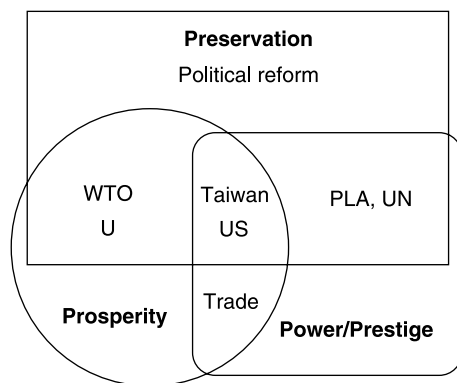 Preservation
Political reform
WTO
U
Taiwan
US
PLA, UN
Trade
Prosperity
Power/Prestige